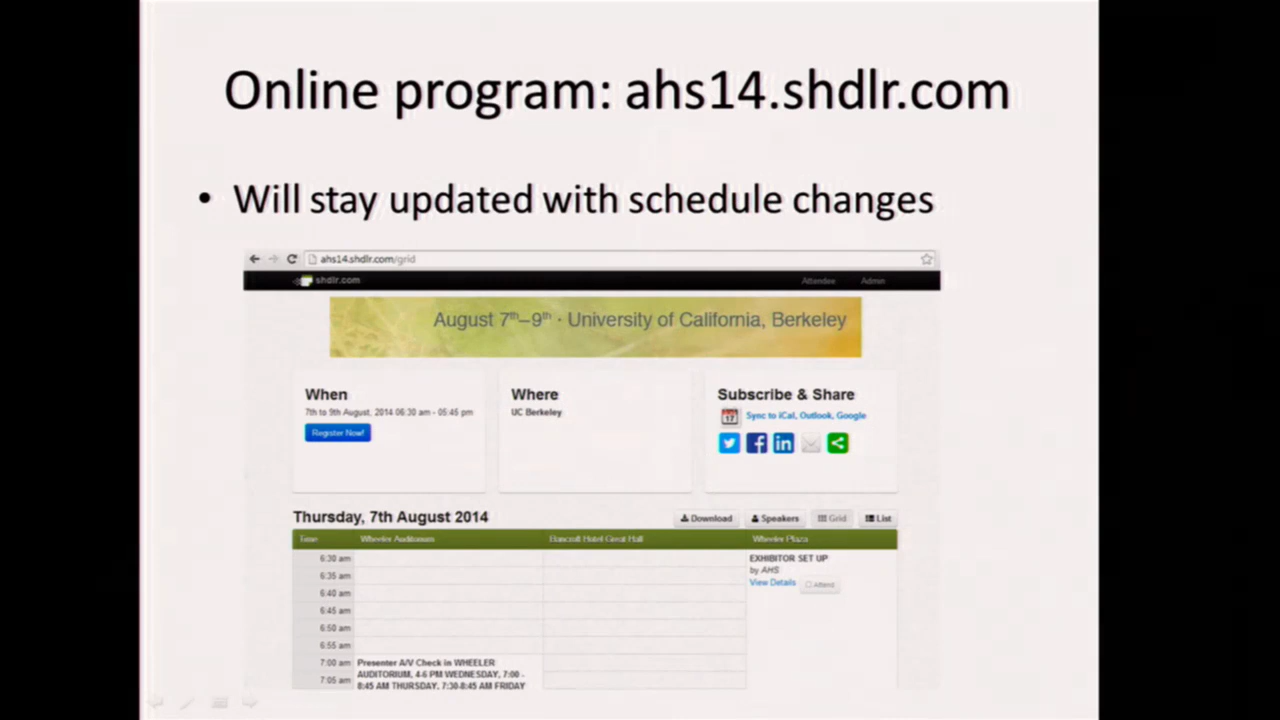 Online program: ahs14.shdlr.com
• Will stay updated with schedule changes
ahs14.shdlr.com/grid
shdlr.com Attendee Admin
August 7th–9th · University of California, Berkeley
When Where Subscribe & Share
7th to 9th August, 2014 06:30 am - 05:45 pm UC Berkeley Sync to iCal, Outlook, Google
Register Now!
Thursday, 7th August 2014 Download Speakers Grid List
Time Wheeler Auditorium Bancroft Hotel Great Hall Wheeler Plaza
6:30 am EXHIBITOR SET UP
by AHS
6:35 am View Details Attend
6:40 am
6:45 am
6:50 am
6:55 am
7:00 am Presenter A/V Check in WHEELER
AUDITORIUM, 4-6 PM WEDNESDAY, 7:00 -
7:05 am 8:45 AM THURSDAY, 7:30-8:45 AM FRIDAY